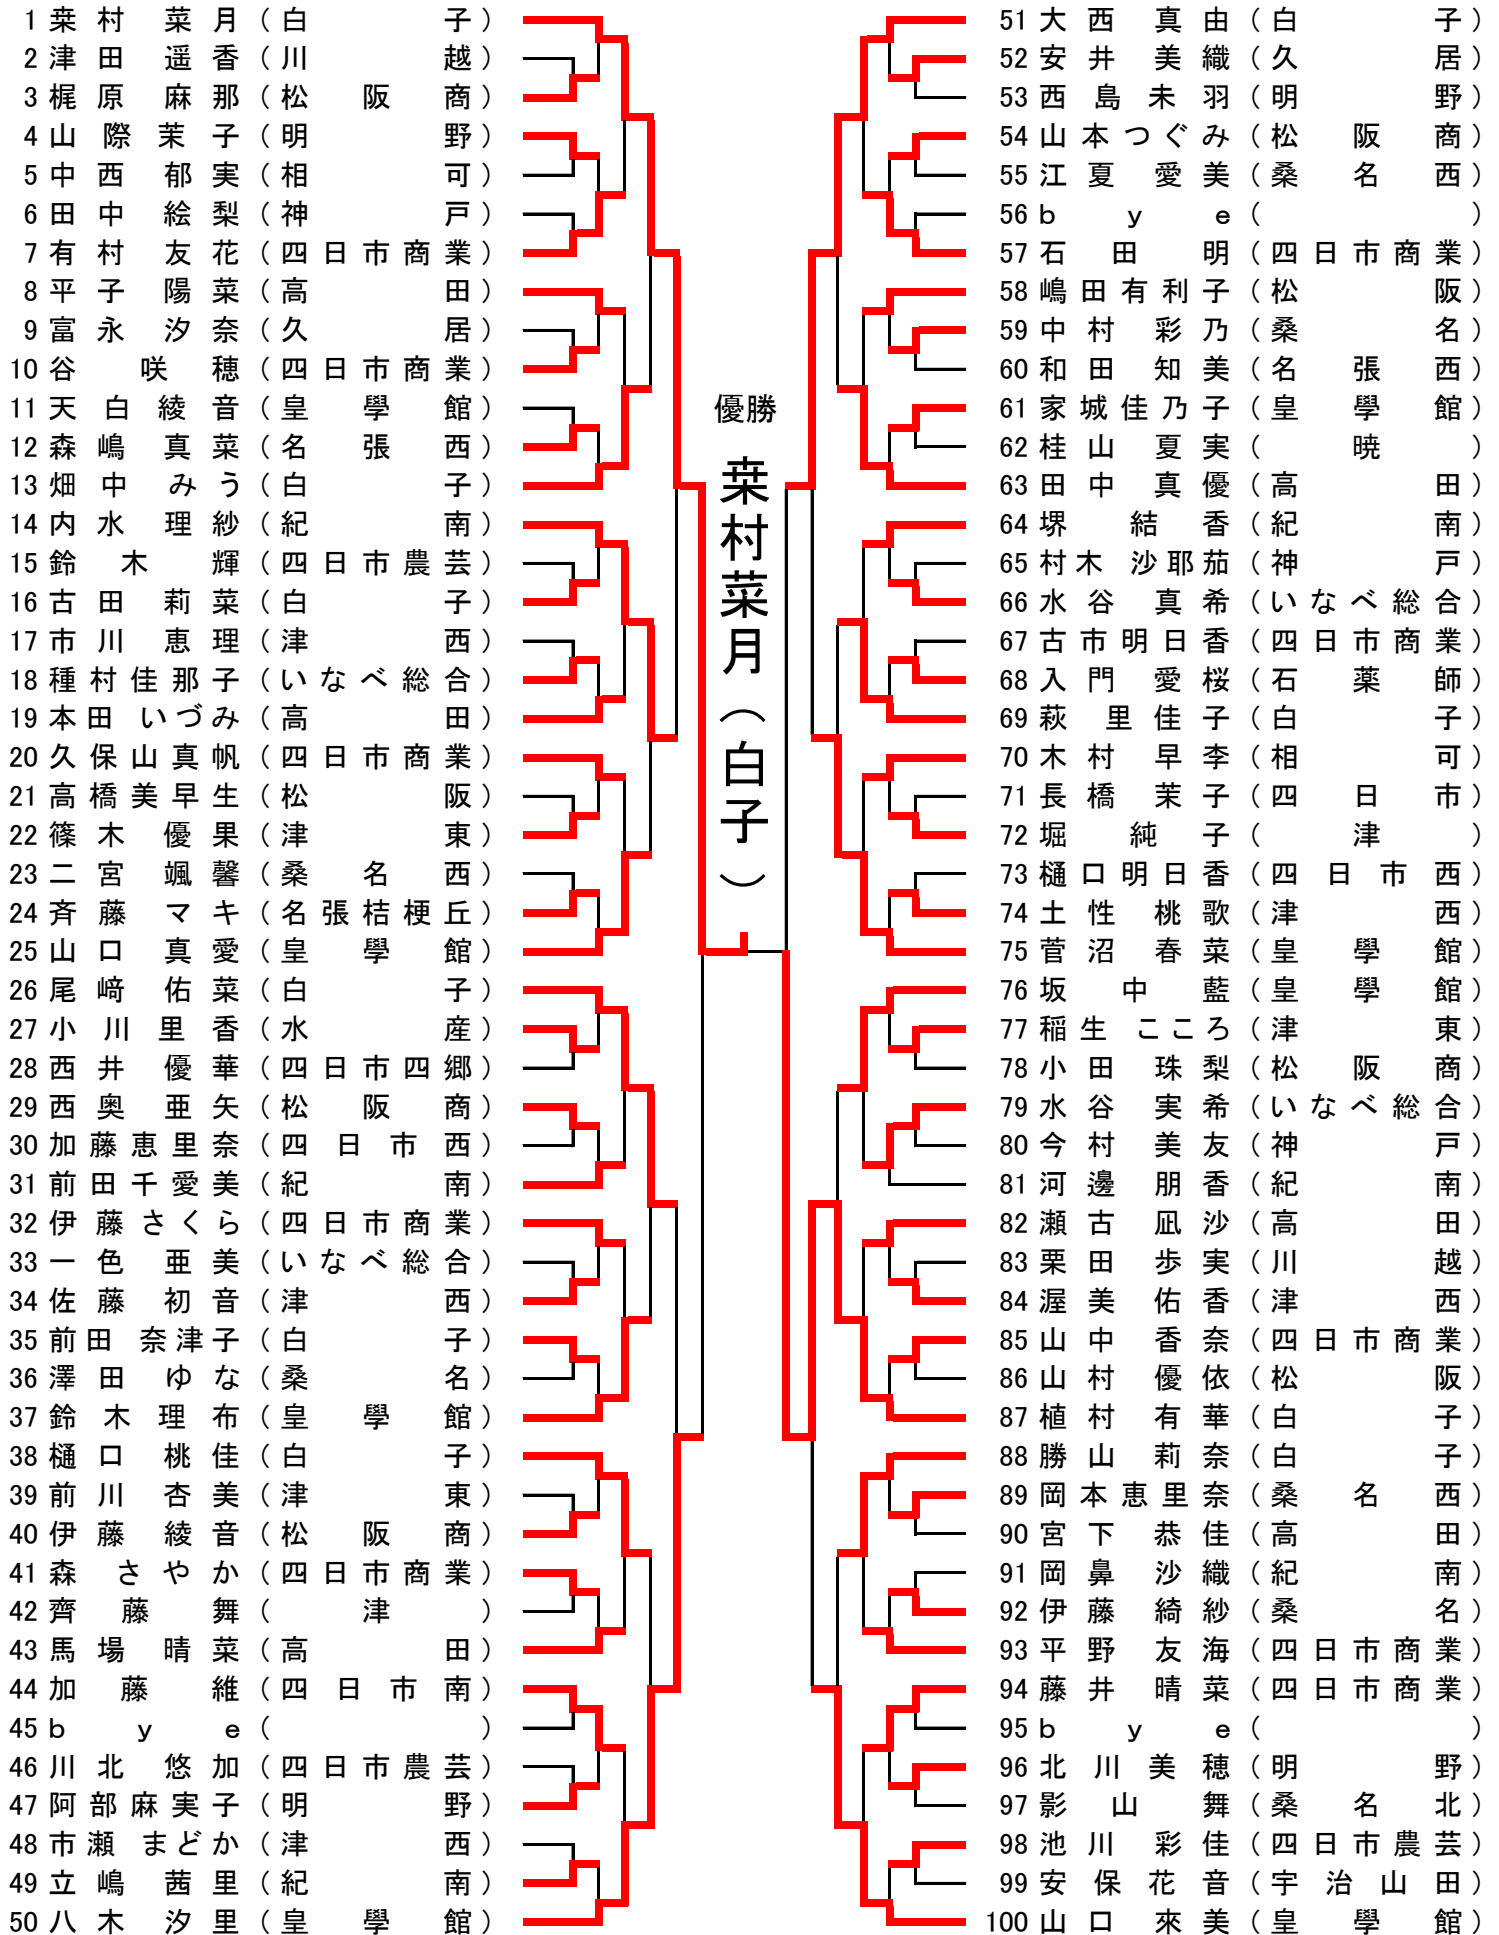 1 桒村 菜月 (白子)
2 津田 遥香 (川越)
3 梶原 麻那 (松阪商)
4 山際茉子 (明野)
5 中西 郁実 (相可)
6 田中 絵梨 (神戸)
7 有村 友花 (四日市商業)
8 平子 陽菜 (高田)
9 富永 汐奈 (久居)
10 谷 咲穂 (四日市商業)
11 天白綾音 (皇學館)
12 森嶋 真菜 (名張西)
13 畑中 みう (白子)
14 内水 理紗 (紀南)
15 鈴木 輝 (四日市農芸)
16 古田 莉菜 (白子)
17 市川 恵理 (津西)
18 種村佳那子 (いなべ総合)
19 本田 いづみ (高田)
20 久保山真帆 (四日市商業)
21 高橋美早生 (松阪)
22 篠木 優果 (津東)
23 二宮 颯馨 (桑名西)
24 斉藤 マキ (名張桔梗丘)
25 山口 真愛 (皇學館)
26 尾﨑 佑菜 (白子)
27 小川里香 (水産)
28 西井 優華 (四日市四郷)
29 西奥 亜矢 (松阪商)
30 加藤恵里奈 (四日市西)
31 前田千愛美 (紀南)
32 伊藤さくら (四日市商業)
33 一色 亜美 (いなべ総合)
34 佐藤 初音 (津西)
35 前田 奈津子 (白子)
36 澤田 ゆな (桑名)
37 鈴木理布 (皇學館)
38 樋口 桃佳 (白子)
39 前川 杏美 (津東)
40 伊藤 綾音 (松阪商)
41 森 さやか (四日市商業)
42 齊藤 舞 (津)
43 馬場 晴菜 (高田)
44 加藤 維 (四日市南)
45 bye ( )
46 川北 悠加 (四日市農芸)
47 阿部麻実子 (明野)
48 市瀬 まどか (津西)
49 立嶋 茜里 (紀南)
50 八木 汐里 (皇學館)
優勝
桒村菜月（白子）
51 大西 真由 (白子)
52 安井 美織 (久居)
53 西島未羽 (明野)
54 山本つぐみ (松阪商)
55 江夏 愛美 (桑名西)
56 bye ( )
57 石田 明 (四日市商業)
58 嶋田有利子 (松阪)
59 中村 彩乃 (桑名)
60 和田 知美 (名張西)
61 家城佳乃子 (皇學館)
62 桂山 夏実 (暁)
63 田中 真優 (高田)
64 堺 結香 (紀南)
65 村木 沙耶茄 (神戸)
66 水谷 真希 (いなべ総合)
67 古市明日香 (四日市商業)
68 入門 愛桜 (石薬師)
69 萩 里佳子 (白子)
70 木村 早李 (相可)
71 長橋 茉子 (四日市)
72 堀 純子 (津)
73 樋口明日香 (四日市西)
74 土性 桃歌 (津西)
75 菅沼 春菜 (皇學館)
76 坂中 藍 (皇學館)
77 稲生 こころ (津東)
78 小田 珠梨 (松阪商)
79 水谷 実希 (いなべ総合)
80 今村 美友 (神戸)
81 河邊 朋香 (紀南)
82 瀬古 凪沙 (高田)
83 栗田 歩実 (川越)
84 渥美 佑香 (津西)
85 山中 香奈 (四日市商業)
86 山村 優依 (松阪)
87 植村 有華 (白子)
88 勝山 莉奈 (白子)
89 岡本恵里奈 (桑名西)
90 宮下 恭佳 (高田)
91 岡鼻 沙織 (紀南)
92 伊藤 綺紗 (桑名)
93 平野 友海 (四日市商業)
94 藤井 晴菜 (四日市商業)
95 bye ( )
96 北川美穂 (明野)
97 影山 舞 (桑名北)
98 池川 彩佳 (四日市農芸)
99 安保花音 (宇治山田)
100 山口 來美 (皇學館)